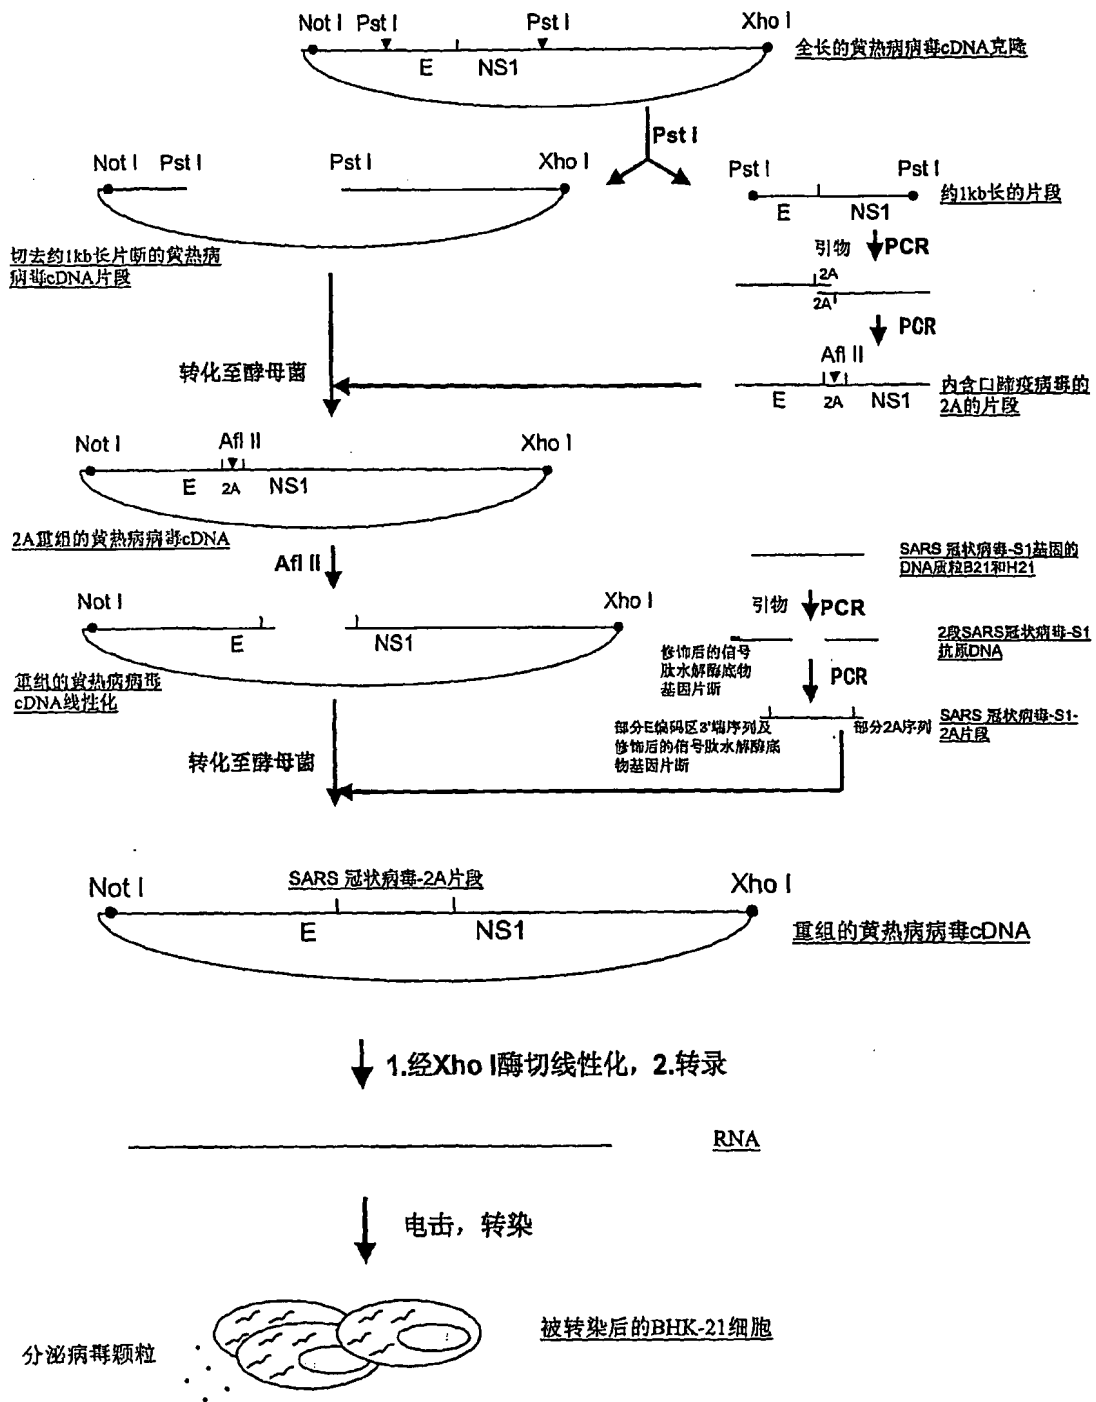 Not I Pst I Pst I Xho I
全长的黄热病病毒cDNA克隆
E NS1
Pst I
Not I Pst I Pst I Xho I
Pst I Pst I
约1kb长的片段
E NS1
切去约1kb长片断的黄热病
病毒cDNA片段
引物 PCR
2A
2A
PCR
Afl II
转化至酵母菌
E 2A NS1
内含口蹄疫病毒的
2A的片段
Not I Afl II Xho I
E 2A NS1
2A重组的黄热病病毒cDNA
Afl II
SARS 冠状病毒-S1基因的
DNA质粒B21和H21
引物 PCR
Not I Xho I
E NS1
2段SARS冠状病毒-S1
抗原DNA
修饰后的信号
肽水解酶底物
基因片断
PCR
重组的黄热病病毒
cDNA线性化
部分E编码区3'端序列及
修饰后的信号肽水解酶底
物基因片断
部分2A序列
SARS 冠状病毒-S1-
2A片段
转化至酵母菌
Not I SARS 冠状病毒-2A片段 Xho I
E NS1
重组的黄热病病毒cDNA
1.经Xho I酶切线性化，2.转录
RNA
电击，转染
被转染后的BHK-21细胞
分泌病毒颗粒